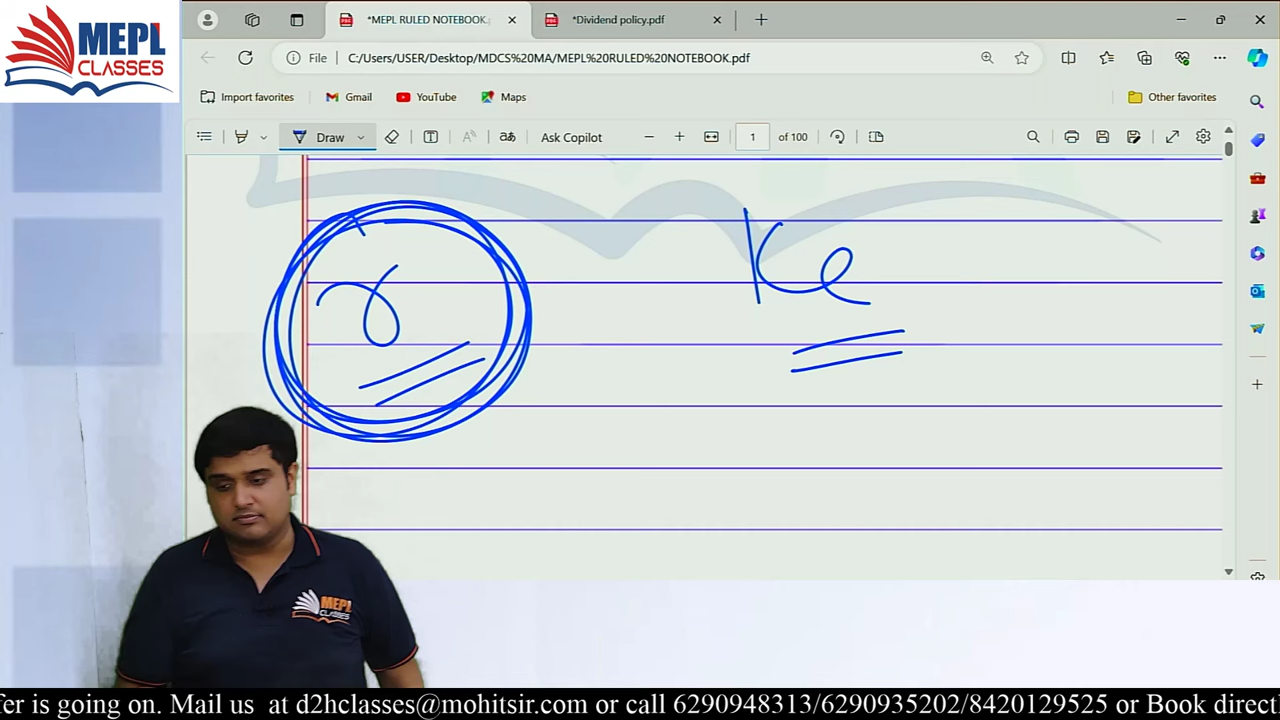 MEPL
CLASSES
*MEPL RULED NOTEBOOK.
*Dividend policy.pdf
File
C:/Users/USER/Desktop/MDCS%20MA/MEPL%20RULED%20NOTEBOOK.pdf
Import favorites
Gmail
YouTube
Maps
Other favorites
Draw
Ask Copilot
1 of 100
r
Ke
MEPL
CLASSES
fer is going on. Mail us at d2hclasses@mohitsir.com or call 6290948313/6290935202/8420129525 or Book direct